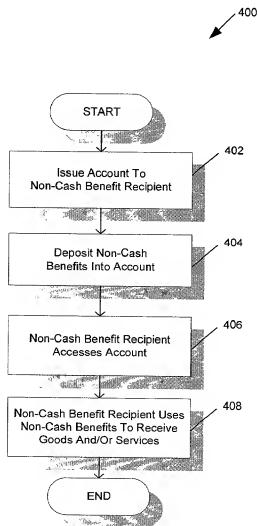 400
START
402
Issue Account To
Non-Cash Benefit Recipient
404
Deposit Non-Cash
Benefits Into Account
406
Non-Cash Benefit Recipient
Accesses Account
408
Non-Cash Benefit Recipient Uses
Non-Cash Benefits To Receive
Goods And/Or Services
END